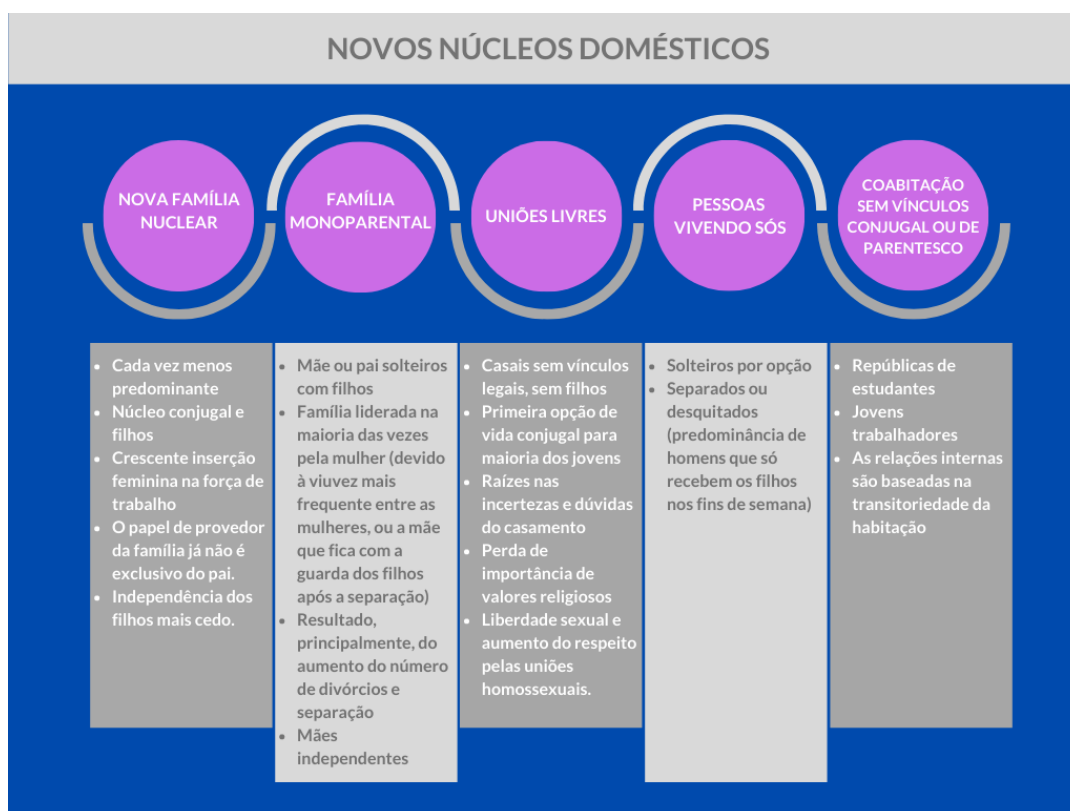 NOVOS NÚCLEOS DOMÉSTICOS
NOVA FAMÍLIA
NUCLEAR
FAMÍLIA
MONOPARENTAL
UNIÕES LIVRES
PESSOAS
VIVENDO SÓS
COABITAÇÃO
SEM VÍNCULOS
CONJUGAL OU DE
PARENTESCO
• Cada vez menos
predominante
• Núcleo conjugal e
filhos
• Crescente inserção
feminina na força de
trabalho
• O papel de provedor
da família já não é
exclusivo do pai.
• Independência dos
filhos mais cedo.
• Mãe ou pai solteiros
com filhos
• Família liderada na
maioria das vezes
pela mulher (devido
à viuvez mais
frequente entre as
mulheres, ou a mãe
que fica com a
guarda dos filhos
após a separação)
• Resultado,
principalmente, do
aumento do número
de divórcios e
separação
• Mães
independentes
• Casais sem vínculos
legais, sem filhos
• Primeira opção de
vida conjugal para
maioria dos jovens
• Raízes nas
incertezas e dúvidas
do casamento
• Perda de
importância de
valores religiosos
• Liberdade sexual e
aumento do respeito
pelas uniões
homossexuais.
• Solteiros por opção
• Separados ou
desquitados
(predominância de
homens que só
recebem os filhos
nos fins de semana)
• Repúblicas de
estudantes
• Jovens
trabalhadores
• As relações internas
são baseadas na
transitoriedade da
habitação